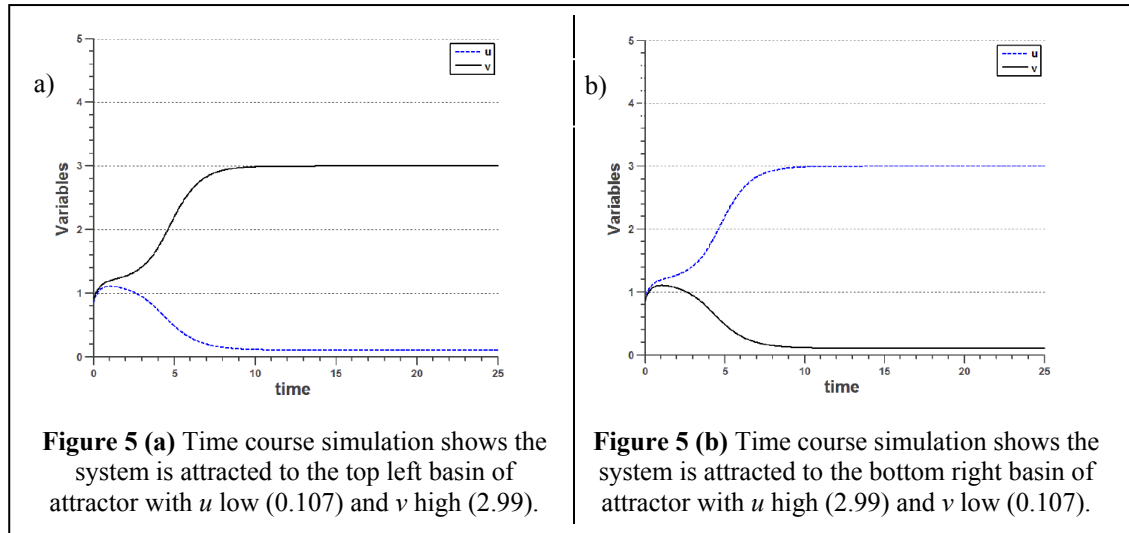 a)
u
v
5
4
3
2
1
0
Variables
0 5 10 15 20 25
time
Figure 5 (a) Time course simulation shows the
system is attracted to the top left basin of
attractor with u low (0.107) and v high (2.99).
b)
u
v
5
4
3
2
1
0
0 5 10 15 20 25
time
Figure 5 (b) Time course simulation shows the
system is attracted to the bottom right basin of
attractor with u high (2.99) and v low (0.107).